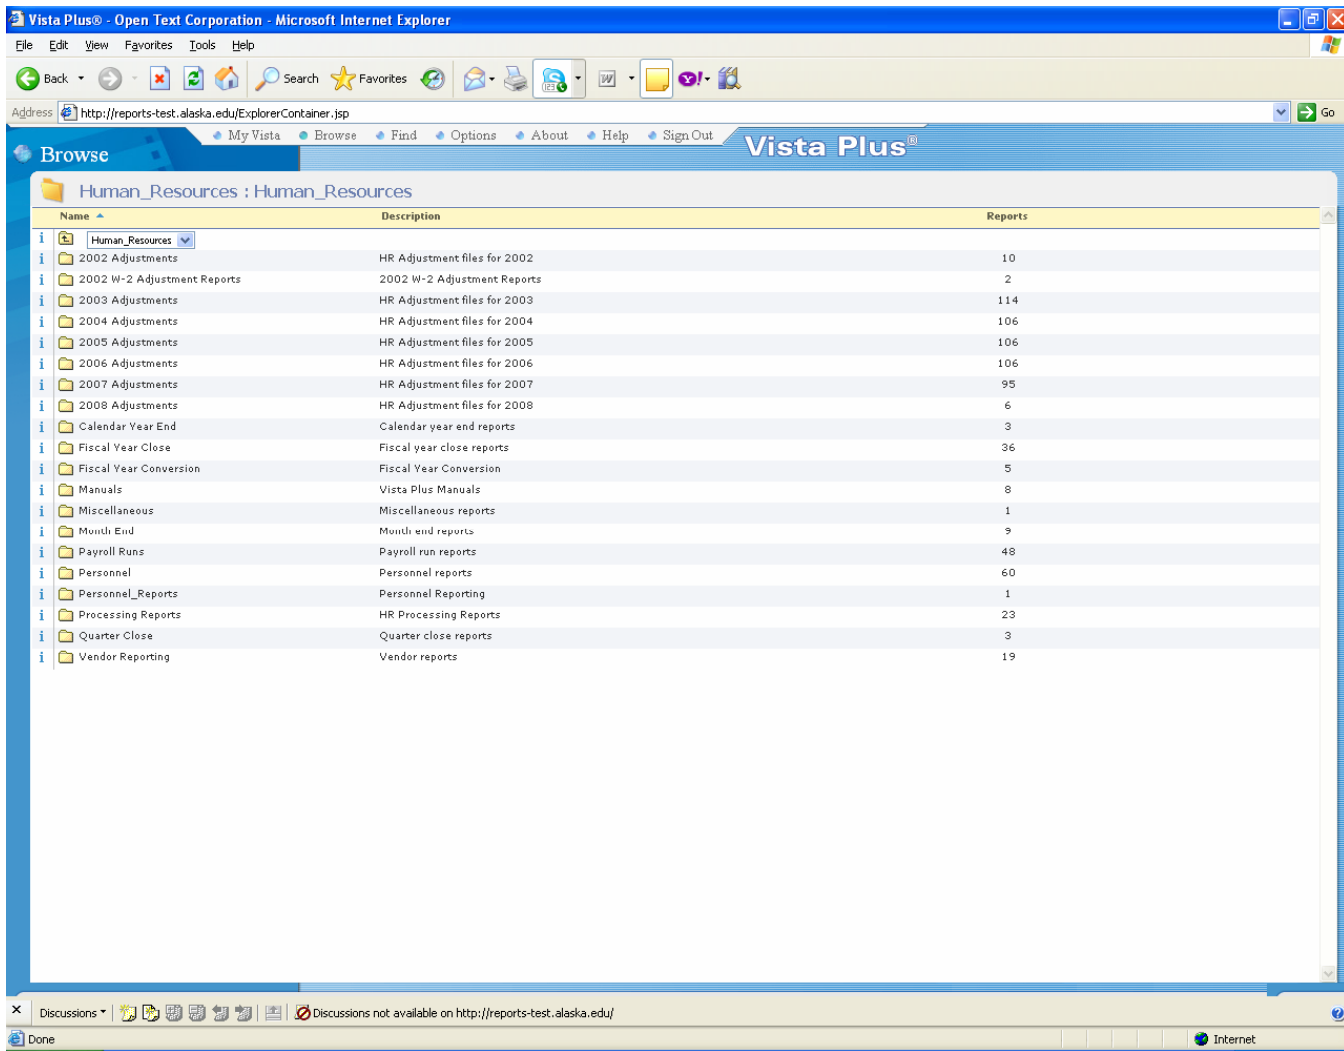 Vista Plus® - Open Text Corporation - Microsoft Internet Explorer
File Edit View Favorites Tools Help
Back Search Favorites
Address http://reports-test.alaska.edu/ExplorerContainer.jsp Go
My Vista Browse Find Options About Help Sign Out Vista Plus®
Browse
Human_Resources : Human_Resources
Name Description Reports
Human_Resources
2002 Adjustments HR Adjustment files for 2002 10
2002 W-2 Adjustment Reports 2002 W-2 Adjustment Reports 2
2003 Adjustments HR Adjustment files for 2003 114
2004 Adjustments HR Adjustment files for 2004 106
2005 Adjustments HR Adjustment files for 2005 106
2006 Adjustments HR Adjustment files for 2006 106
2007 Adjustments HR Adjustment files for 2007 95
2008 Adjustments HR Adjustment files for 2008 6
Calendar Year End Calendar year end reports 3
Fiscal Year Close Fiscal year close reports 36
Fiscal Year Conversion Fiscal Year Conversion 5
Manuals Vista Plus Manuals 8
Miscellaneous Miscellaneous reports 1
Month End Month end reports 9
Payroll Runs Payroll run reports 48
Personnel Personnel reports 60
Personnel_Reports Personnel Reporting 1
Processing Reports HR Processing Reports 23
Quarter Close Quarter close reports 3
Vendor Reporting Vendor reports 19
Discussions Discussions not available on http://reports-test.alaska.edu/
Done Internet